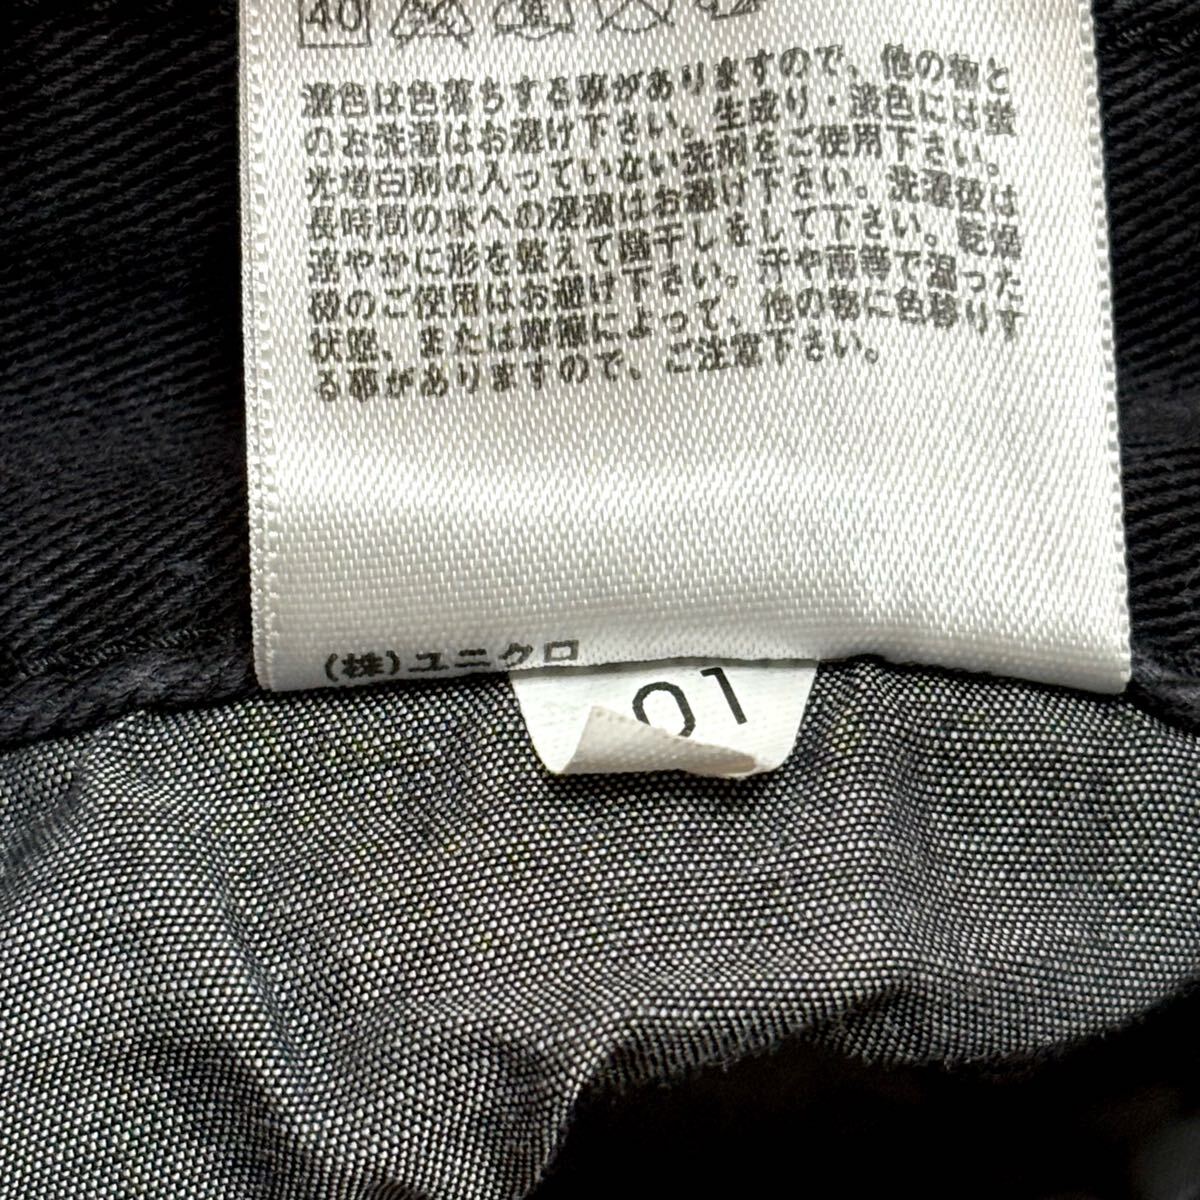 40
濃色は色落ちする事がありますので、他の物と
のお洗濯はお避け下さい。生成り・淡色には蛍
光増白剤の入っていない洗剤をご使用下さい。
長時間の水への浸漬はお避け下さい。洗濯後は
速やかに形を整えて陰干しをして下さい。乾燥
機のご使用はお避け下さい。汗や雨等で湿った
状態、または摩擦によって、他の物に色移りす
る事がありますので、ご注意下さい。
(株)ユニクロ
01